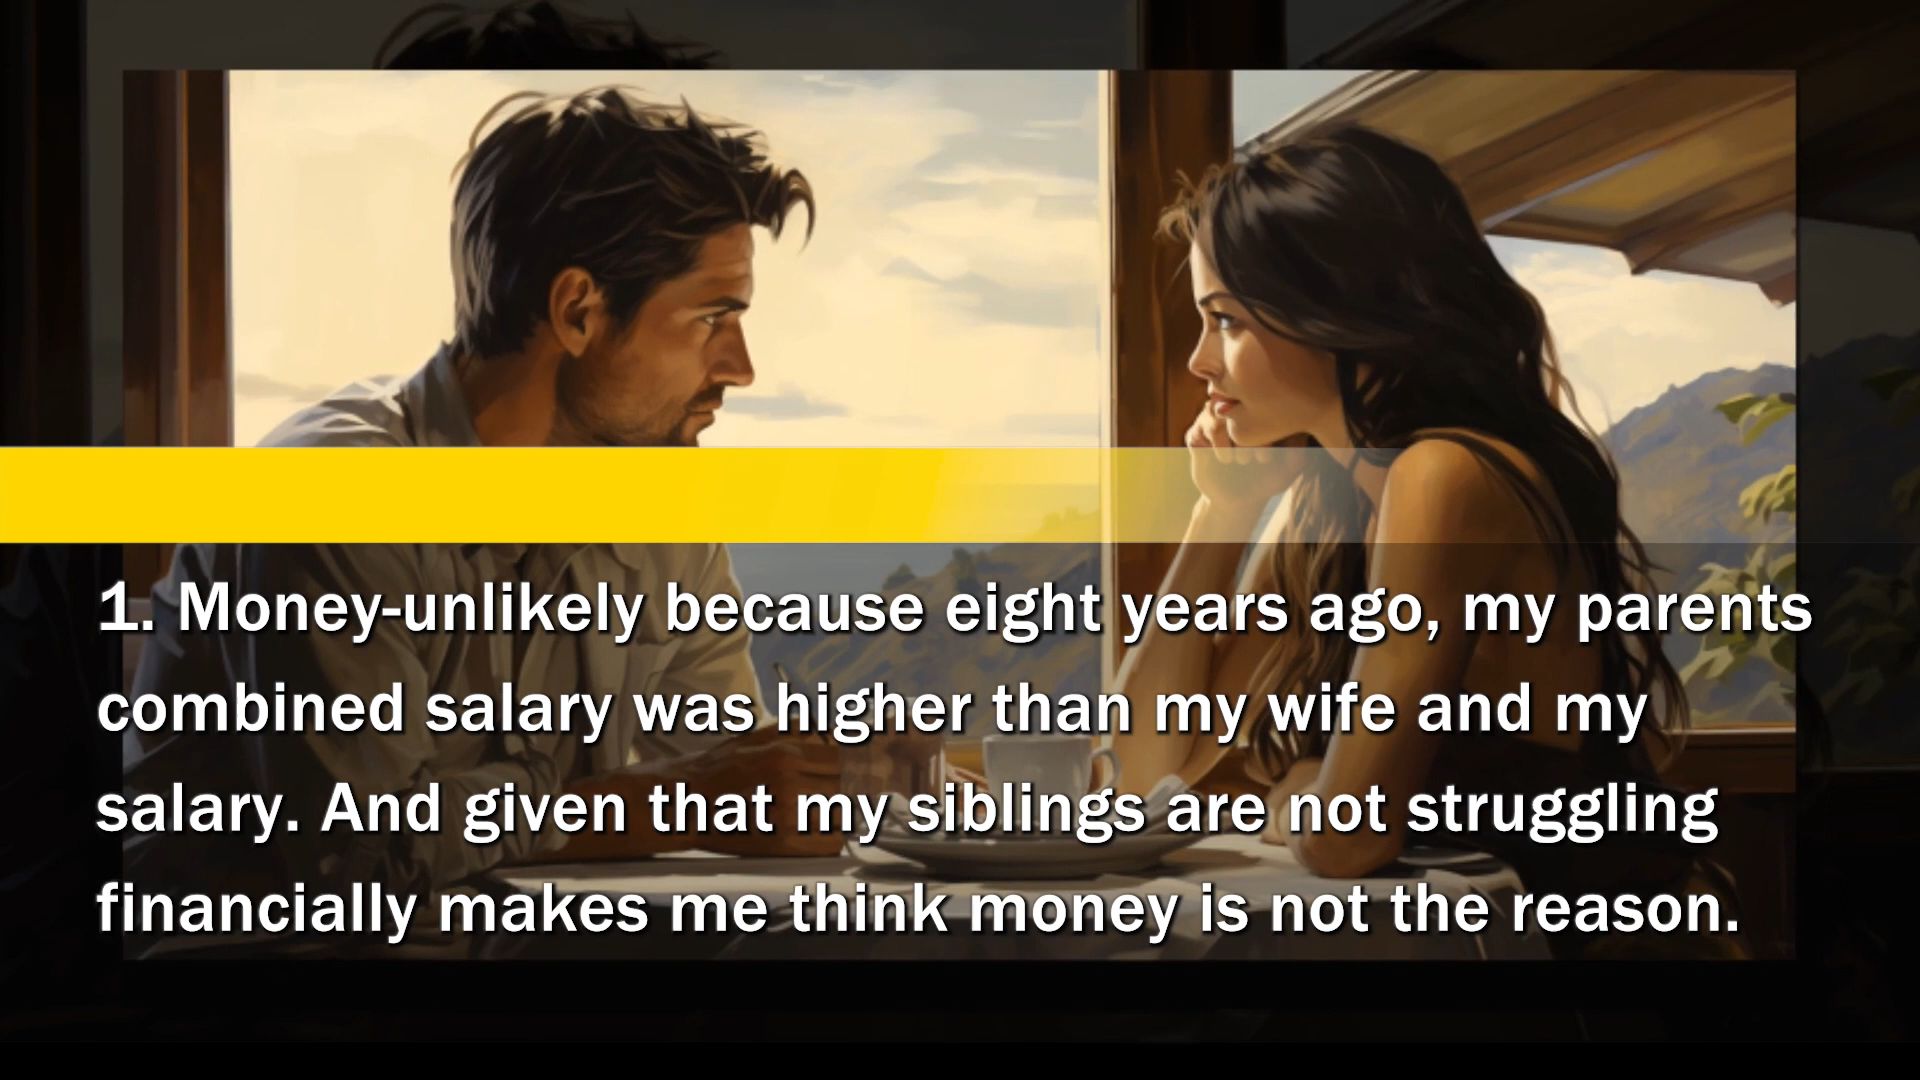 1. Money-unlikely because eight years ago, my parents
combined salary was higher than my wife and my
salary. And given that my siblings are not struggling
financially makes me think money is not the reason.